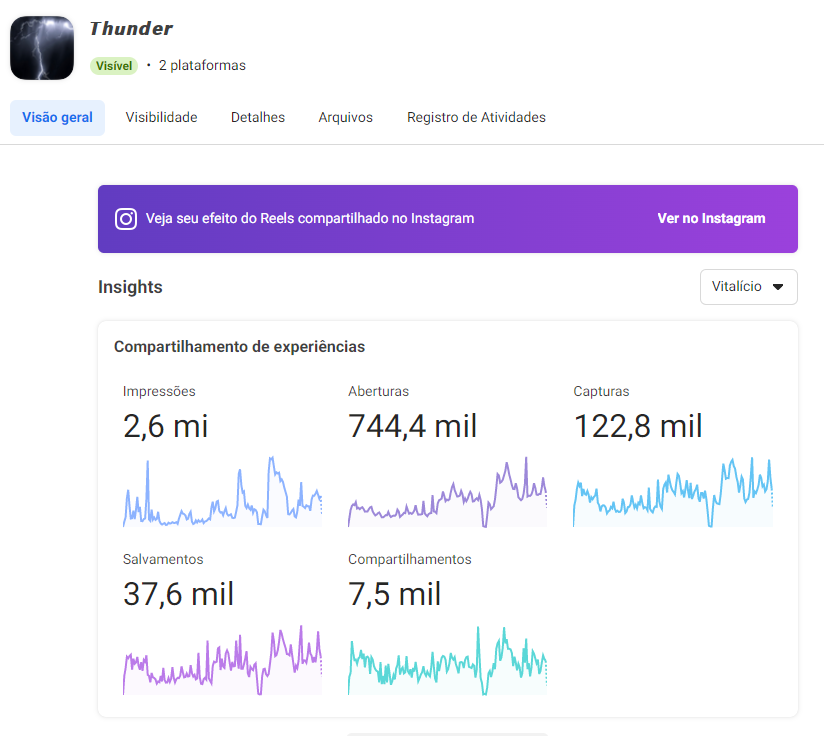 Thunder
Visível • 2 plataformas
Visão geral Visibilidade Detalhes Arquivos Registro de Atividades
Veja seu efeito do Reels compartilhado no Instagram Ver no Instagram
Insights Vitalício
Compartilhamento de experiências
Impressões Aberturas Capturas
2,6 mi 744,4 mil 122,8 mil
Salvamentos Compartilhamentos
37,6 mil 7,5 mil